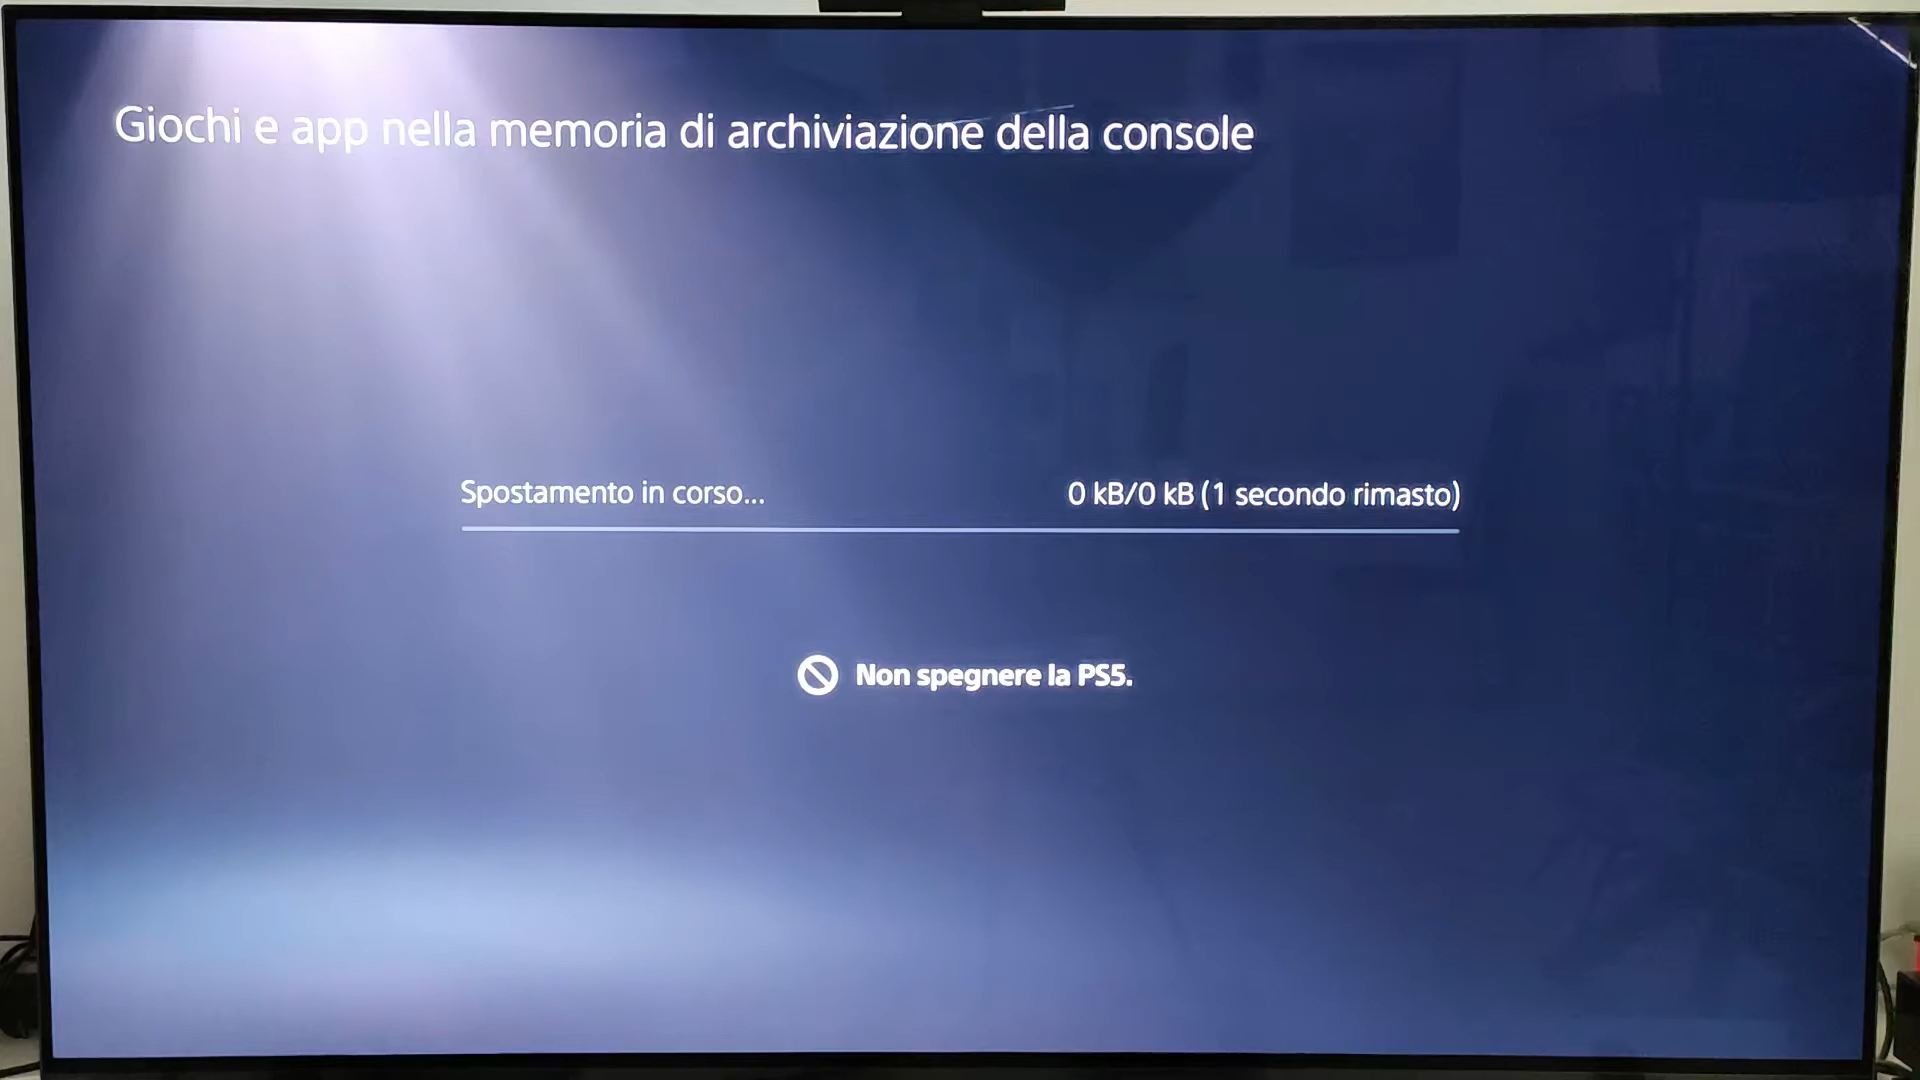 Giochi e app nella memoria di archiviazione della console
Spostamento in corso... 0 kB/0 kB (1 secondo rimasto)
Non spegnere la PS5.